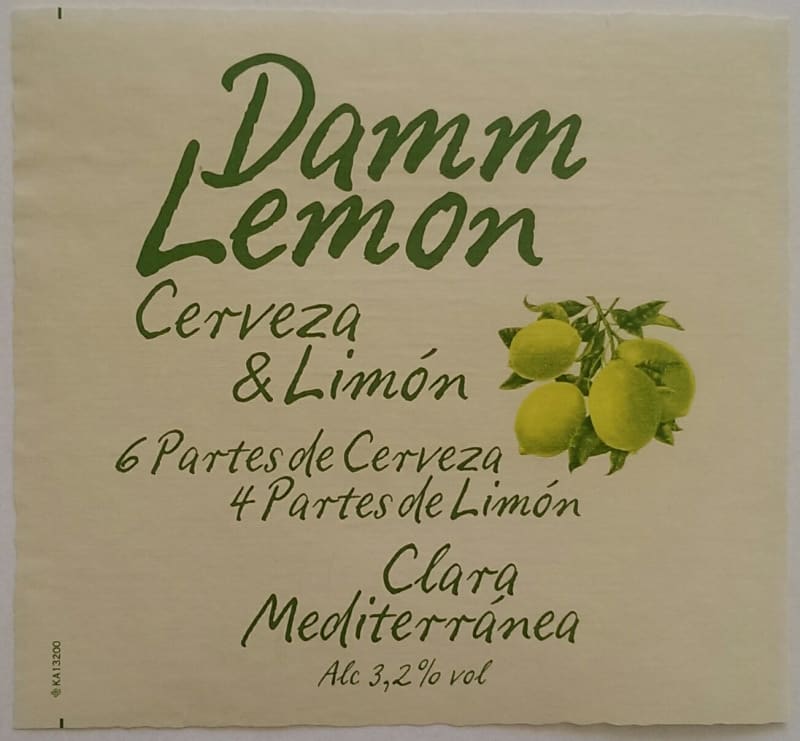 Damm
Lemon
Cerveza
& Limón
6 Partes de Cerveza
4 Partes de Limón
Clara
Mediterránea
Alc 3,2% vol
KA13200